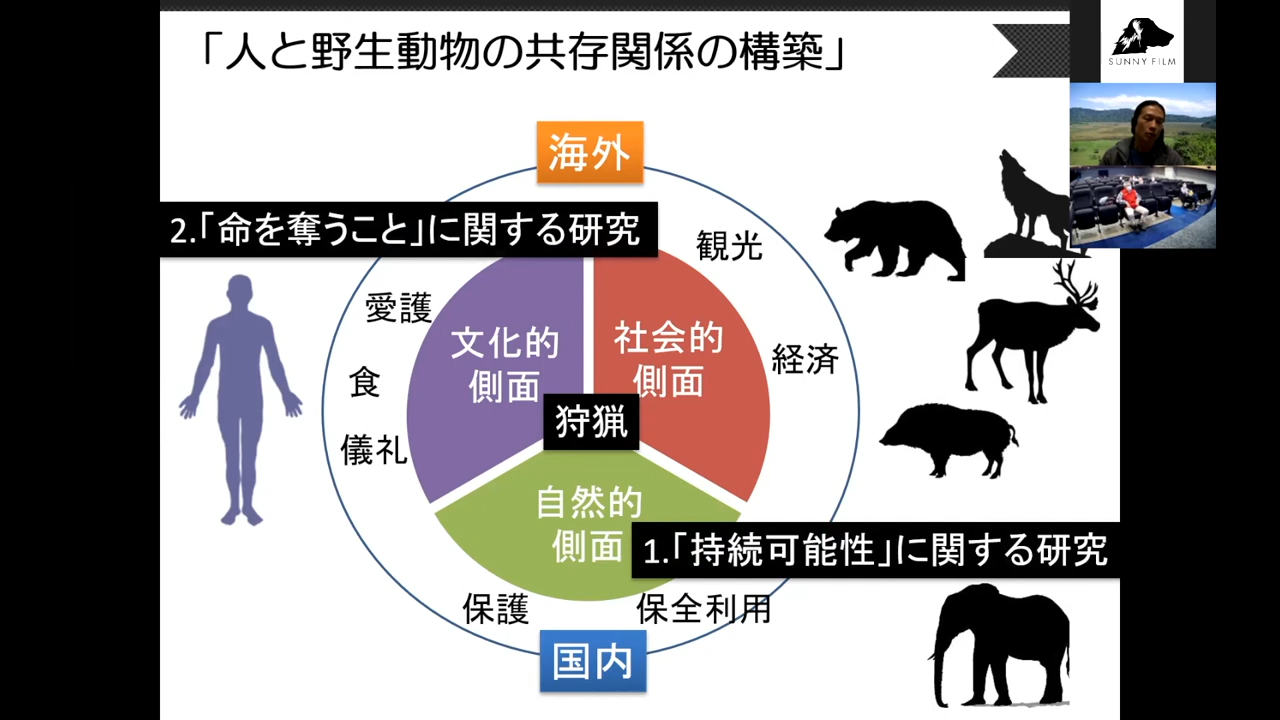 「人と野生動物の共存関係の構築」
SUNNY FILM
海外
2.「命を奪うこと」に関する研究
観光
愛護
文化的
側面
社会的
側面
経済
食
狩猟
儀礼
自然的
側面
1.「持続可能性」に関する研究
保護
保全利用
国内